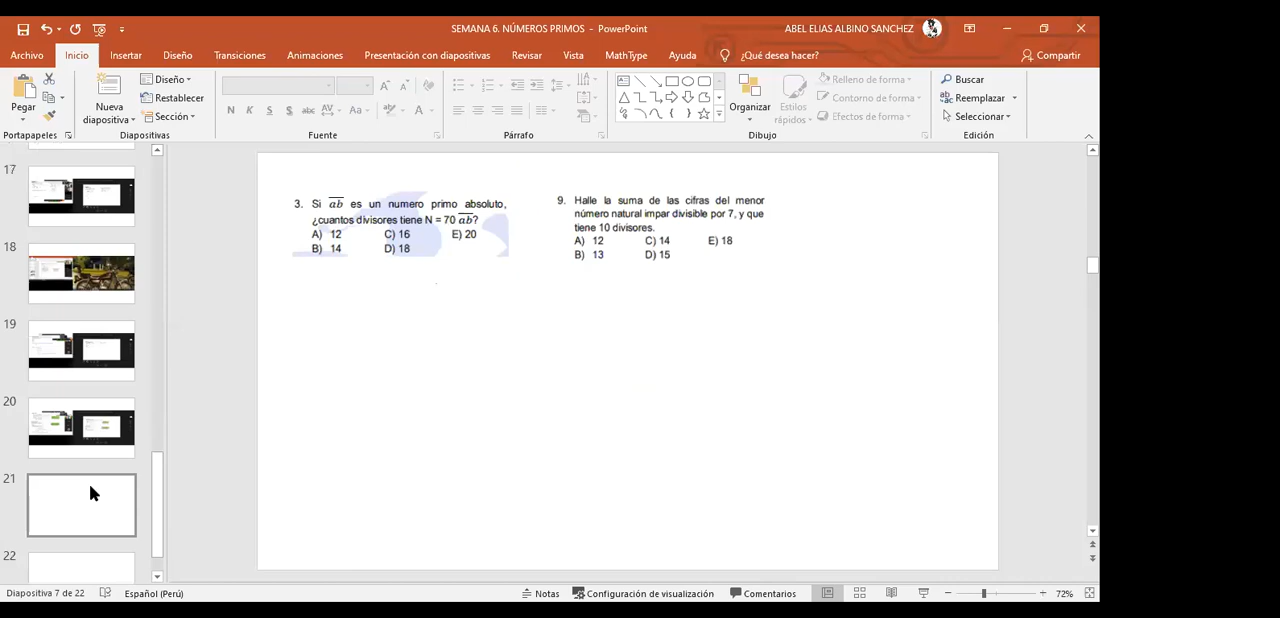 SEMANA 6. NÚMEROS PRIMOS - PowerPoint
ABEL ELIAS ALBINO SANCHEZ
Archivo Inicio Insertar Diseño Transiciones Animaciones Presentación con diapositivas Revisar Vista MathType Ayuda ¿Qué desea hacer? Compartir
Pegar
Nueva diapositiva
Diseño
Restablecer
Sección
N K S S abc AV Aa A
Organizar
Estilos rápidos
Relleno de forma
Contorno de forma
Efectos de forma
Buscar
Reemplazar
Seleccionar
Portapapeles Diapositivas Fuente Párrafo Dibujo Edición
17
18
19
20
21
22
3. Si ab es un numero primo absoluto,
¿cuantos divisores tiene N = 70 ab?
A) 12 C) 16 E) 20
B) 14 D) 18
9. Halle la suma de las cifras del menor
número natural impar divisible por 7, y que
tiene 10 divisores.
A) 12 C) 14 E) 18
B) 13 D) 15
Diapositiva 7 de 22 Español (Perú) Notas Configuración de visualización Comentarios 72%